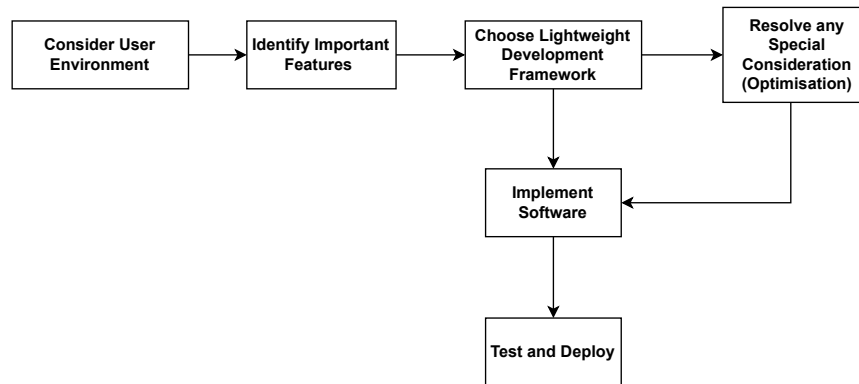 Consider User
Environment
Identify Important
Features
Choose Lightweight
Development
Framework
Resolve any
Special
Consideration
(Optimisation)
Implement
Software
Test and Deploy